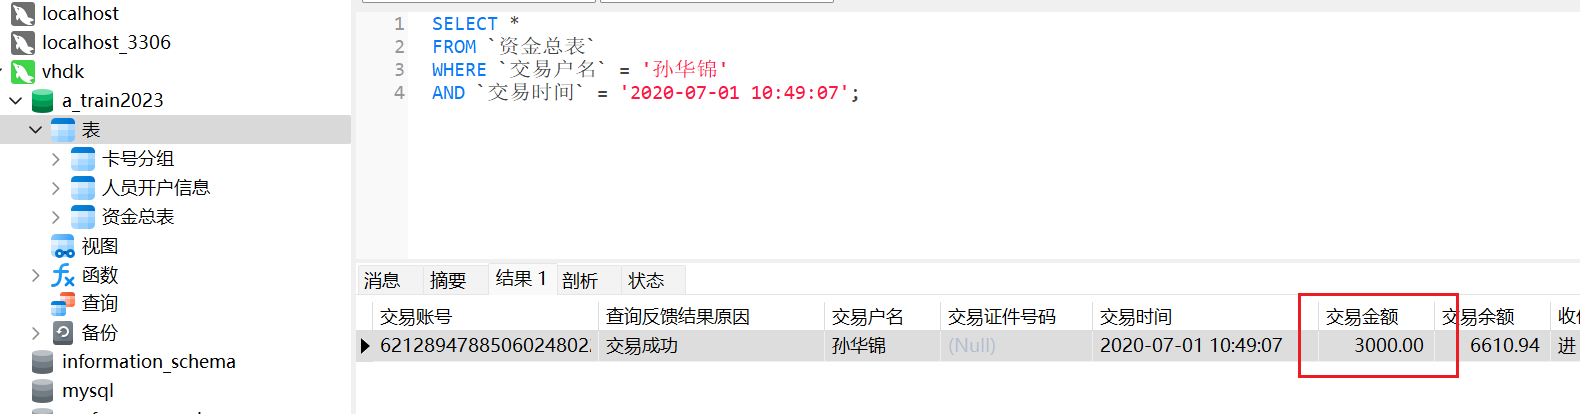 localhost
localhost_3306
vhdk
a_train2023
表
卡号分组
人员开户信息
资金总表
视图
函数
查询
备份
information_schema
mysql
1 SELECT *
2 FROM `资金总表`
3 WHERE `交易户名` = '孙华锦'
4 AND `交易时间` = '2020-07-01 10:49:07';
消息 摘要 结果 1 剖析 状态
交易账号 查询反馈结果原因 交易户名 交易证件号码 交易时间 交易金额 交易余额
6212894788506024802 交易成功 孙华锦 (Null) 2020-07-01 10:49:07 3000.00 6610.94 进